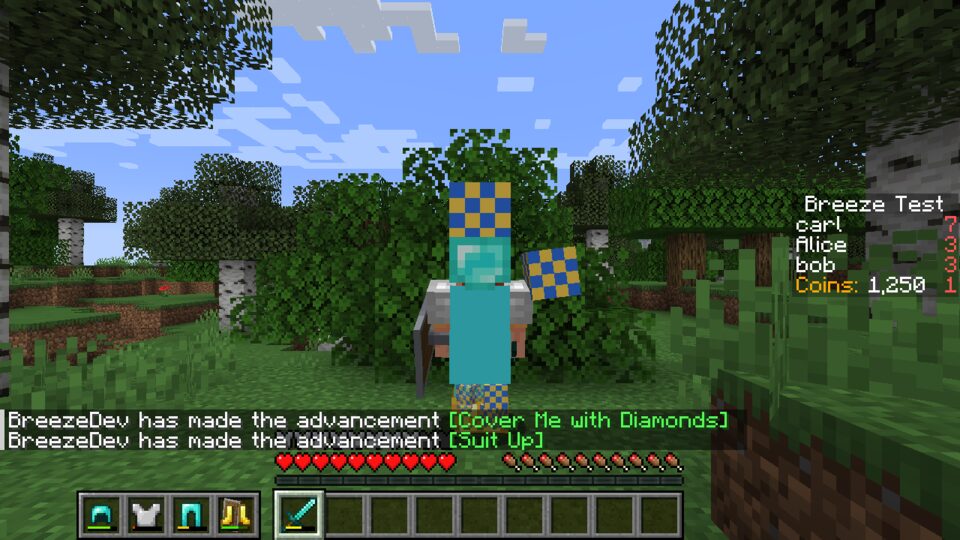 Breeze Test
carl 7
Alice 3
bob 3
Coins: 1,250 1
BreezeDev has made the advancement [Cover Me with Diamonds]
BreezeDev has made the advancement [Suit Up]